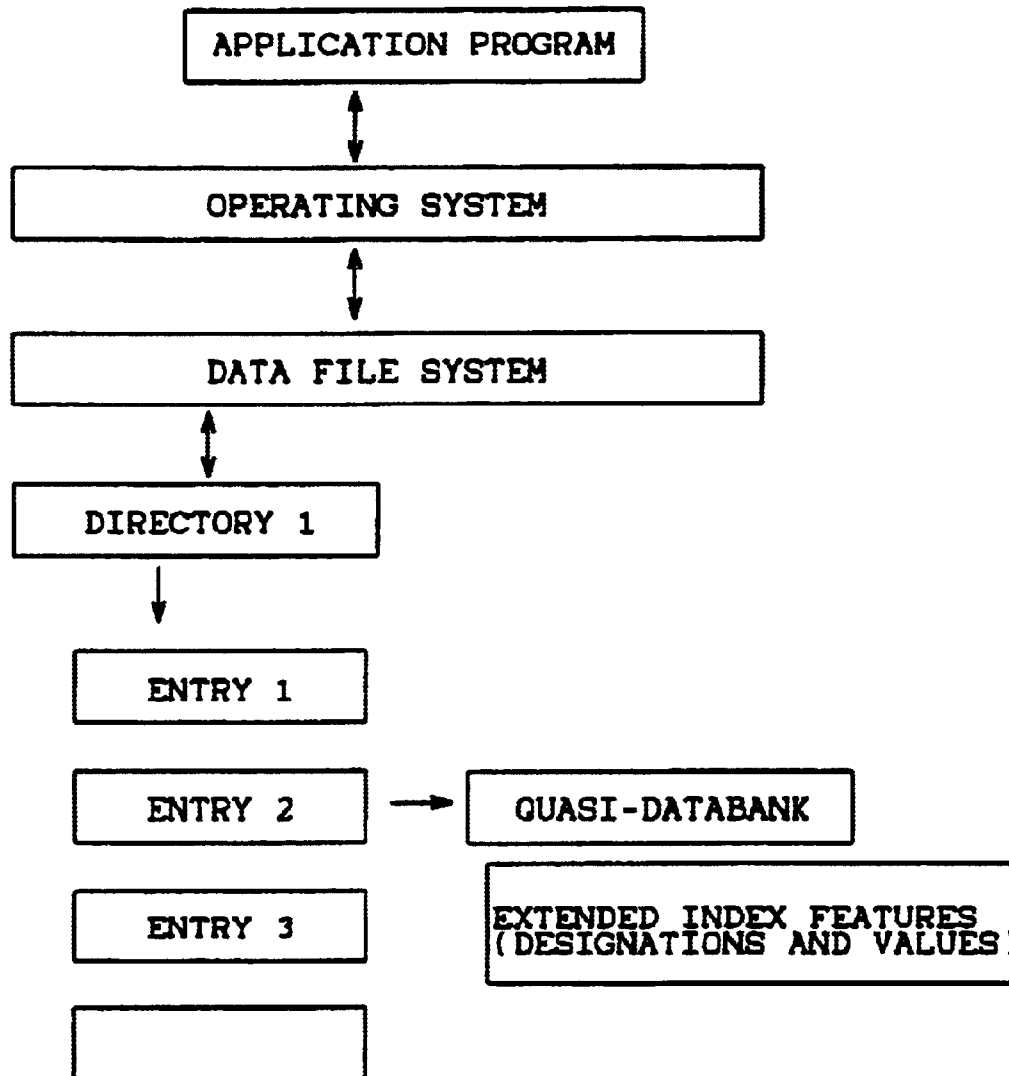 APPLICATION PROGRAM
OPERATING SYSTEM
DATA FILE SYSTEM
DIRECTORY 1
ENTRY 1
ENTRY 2
QUASI-DATABANK
ENTRY 3
EXTENDED INDEX FEATURES
(DESIGNATIONS AND VALUES)